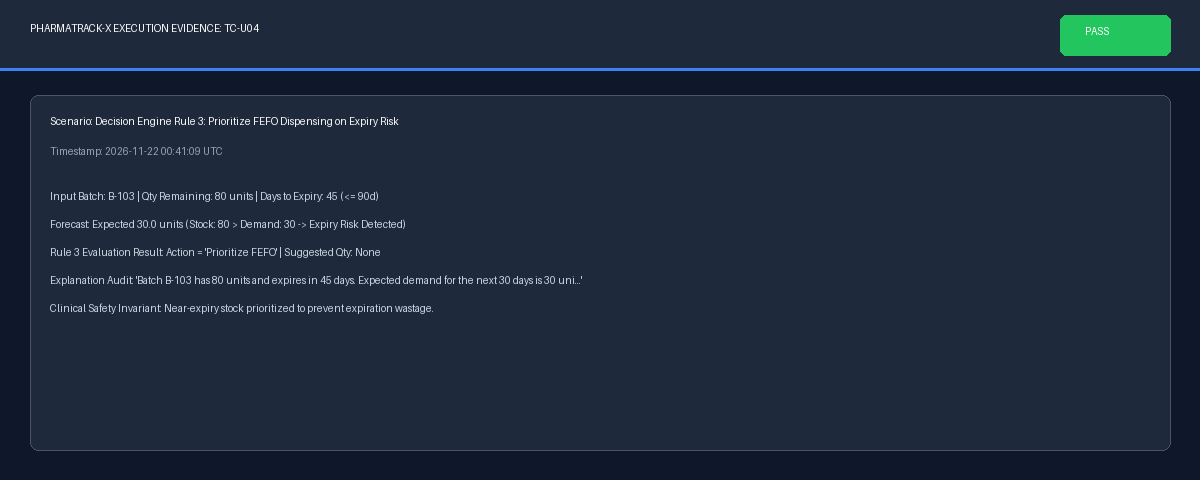 PHARMATRACK-X EXECUTION EVIDENCE: TC-U04
PASS
Scenario: Decision Engine Rule 3: Prioritize FEFO Dispensing on Expiry Risk
Timestamp: 2026-11-22 00:41:09 UTC
Input Batch: B-103 | Qty Remaining: 80 units | Days to Expiry: 45 (<= 90d)
Forecast: Expected 30.0 units (Stock: 80 > Demand: 30 -> Expiry Risk Detected)
Rule 3 Evaluation Result: Action = 'Prioritize FEFO' | Suggested Qty: None
Explanation Audit: 'Batch B-103 has 80 units and expires in 45 days. Expected demand for the next 30 days is 30 uni...'
Clinical Safety Invariant: Near-expiry stock prioritized to prevent expiration wastage.